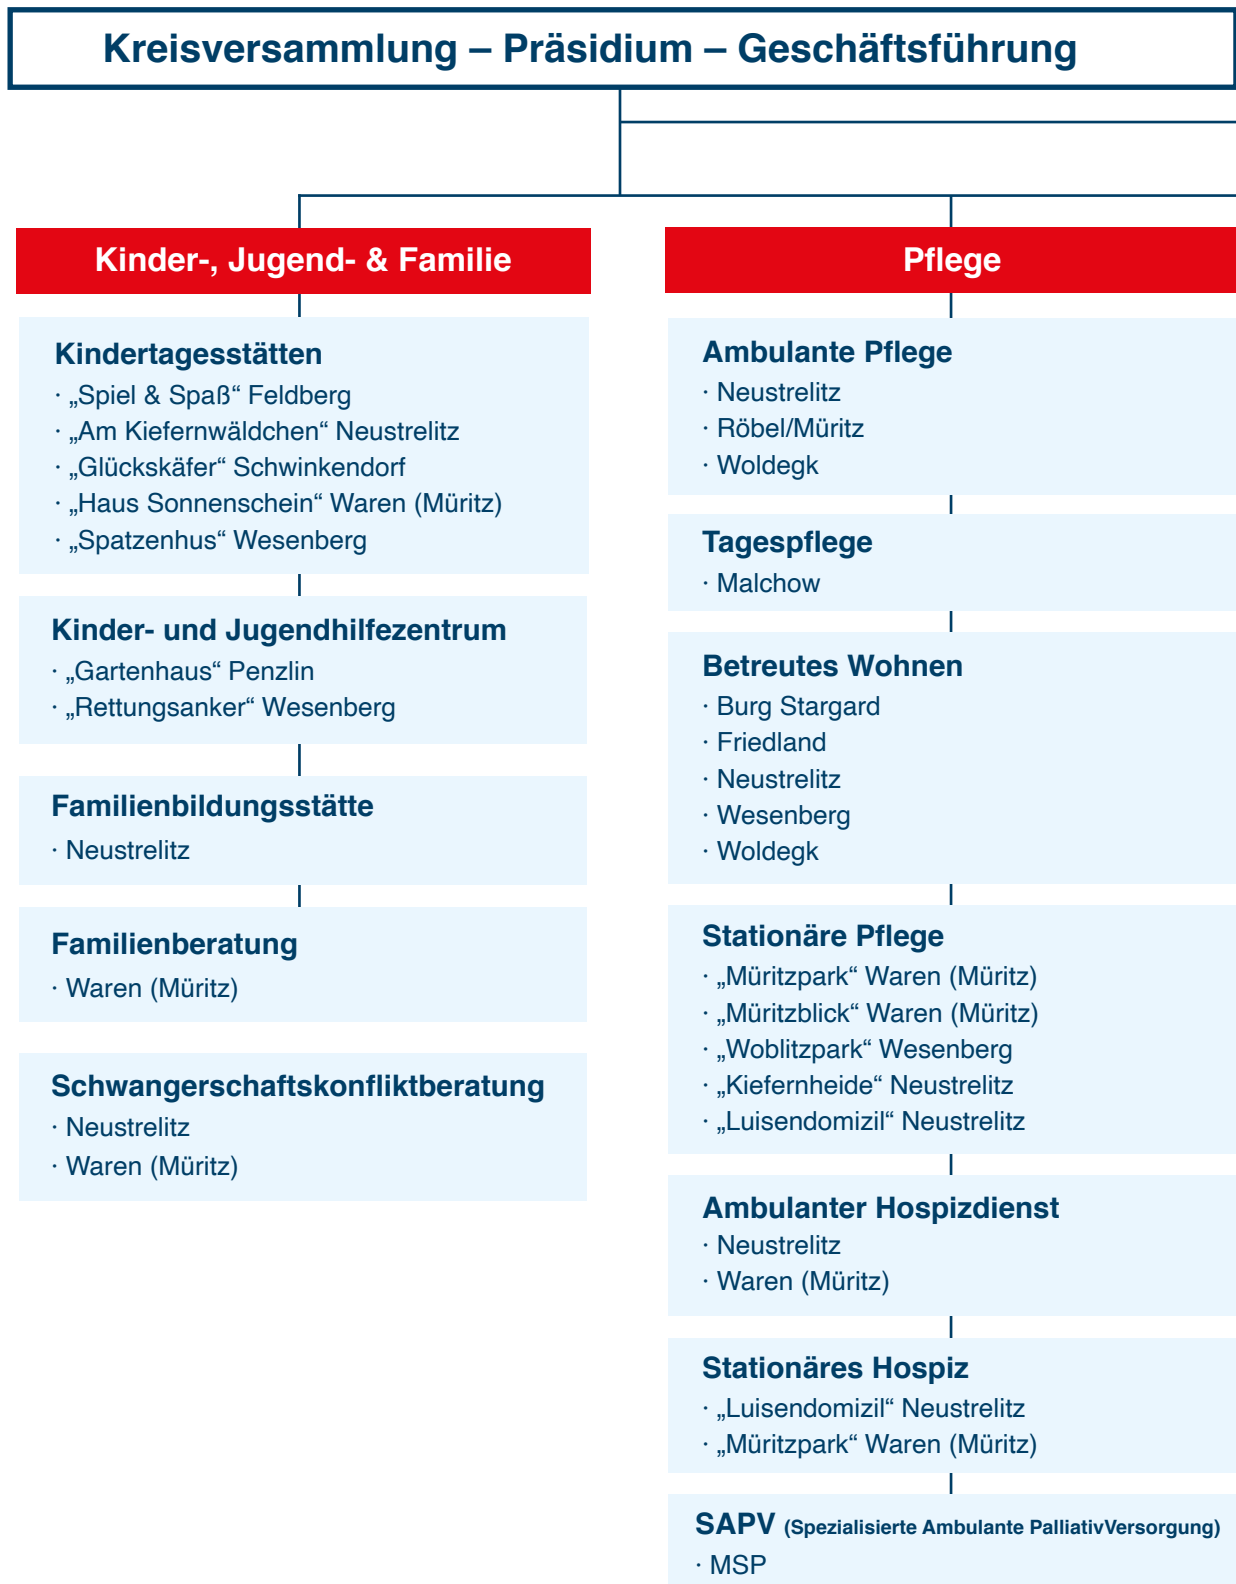 Kreisversammlung – Präsidium – Geschäftsführung
Kinder-, Jugend- & Familie
Kindertagesstätten
· „Spiel & Spaß“ Feldberg
· „Am Kiefernwäldchen“ Neustrelitz
· „Glückskäfer“ Schwinkendorf
· „Haus Sonnenschein“ Waren (Müritz)
· „Spatzenhus“ Wesenberg
Kinder- und Jugendhilfezentrum
· „Gartenhaus“ Penzlin
· „Rettungsanker“ Wesenberg
Familienbildungsstätte
· Neustrelitz
Familienberatung
· Waren (Müritz)
Schwangerschaftskonfliktberatung
· Neustrelitz
· Waren (Müritz)
Pflege
Ambulante Pflege
· Neustrelitz
· Röbel/Müritz
· Woldegk
Tagespflege
· Malchow
Betreutes Wohnen
· Burg Stargard
· Friedland
· Neustrelitz
· Wesenberg
· Woldegk
Stationäre Pflege
· „Müritzpark“ Waren (Müritz)
· „Müritzblick“ Waren (Müritz)
· „Woblitzpark“ Wesenberg
· „Kiefernheide“ Neustrelitz
· „Luisendomizil“ Neustrelitz
Ambulanter Hospizdienst
· Neustrelitz
· Waren (Müritz)
Stationäres Hospiz
· „Luisendomizil“ Neustrelitz
· „Müritzpark“ Waren (Müritz)
SAPV (Spezialisierte Ambulante PalliativVersorgung)
· MSP